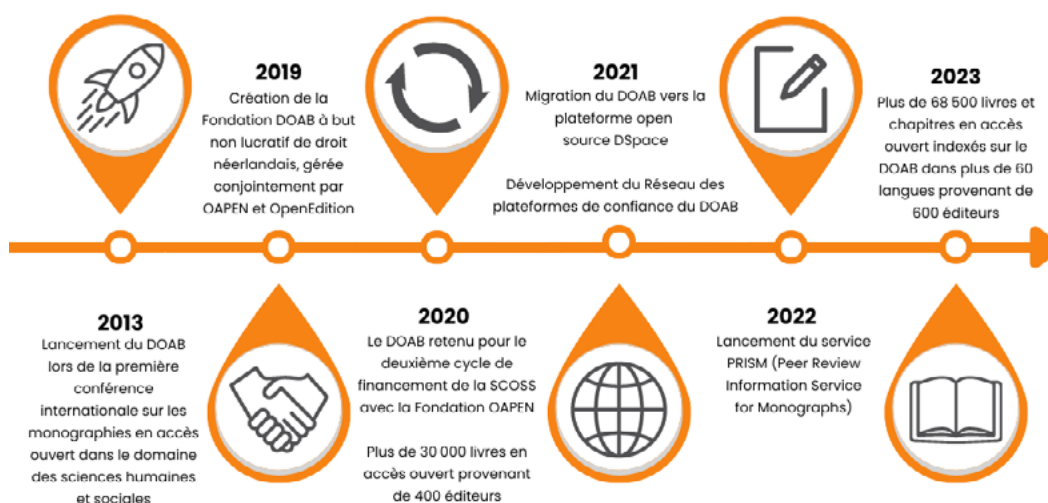 2019
Création de la
Fondation DOAB à but
non lucratif de droit
néerlandais, gérée
conjointement par
OAPEN et OpenEdition
2021
Migration du DOAB vers la
plateforme open
source DSpace
Développement du Réseau des
plateformes de confiance du DOAB
2023
Plus de 68 500 livres et
chapitres en accès
ouvert indexés sur le
DOAB dans plus de 60
langues provenant de
600 éditeurs
2013
Lancement du DOAB
lors de la première
conférence
internationale sur les
monographies en accès
ouvert dans le domaine
des sciences humaines
et sociales
2020
Le DOAB retenu pour le
deuxième cycle de
financement de la SCOSS
avec la Fondation OAPEN
Plus de 30 000 livres en
accès ouvert provenant
de 400 éditeurs
2022
Lancement du service
PRISM (Peer Review
Information Service
for Monographs)